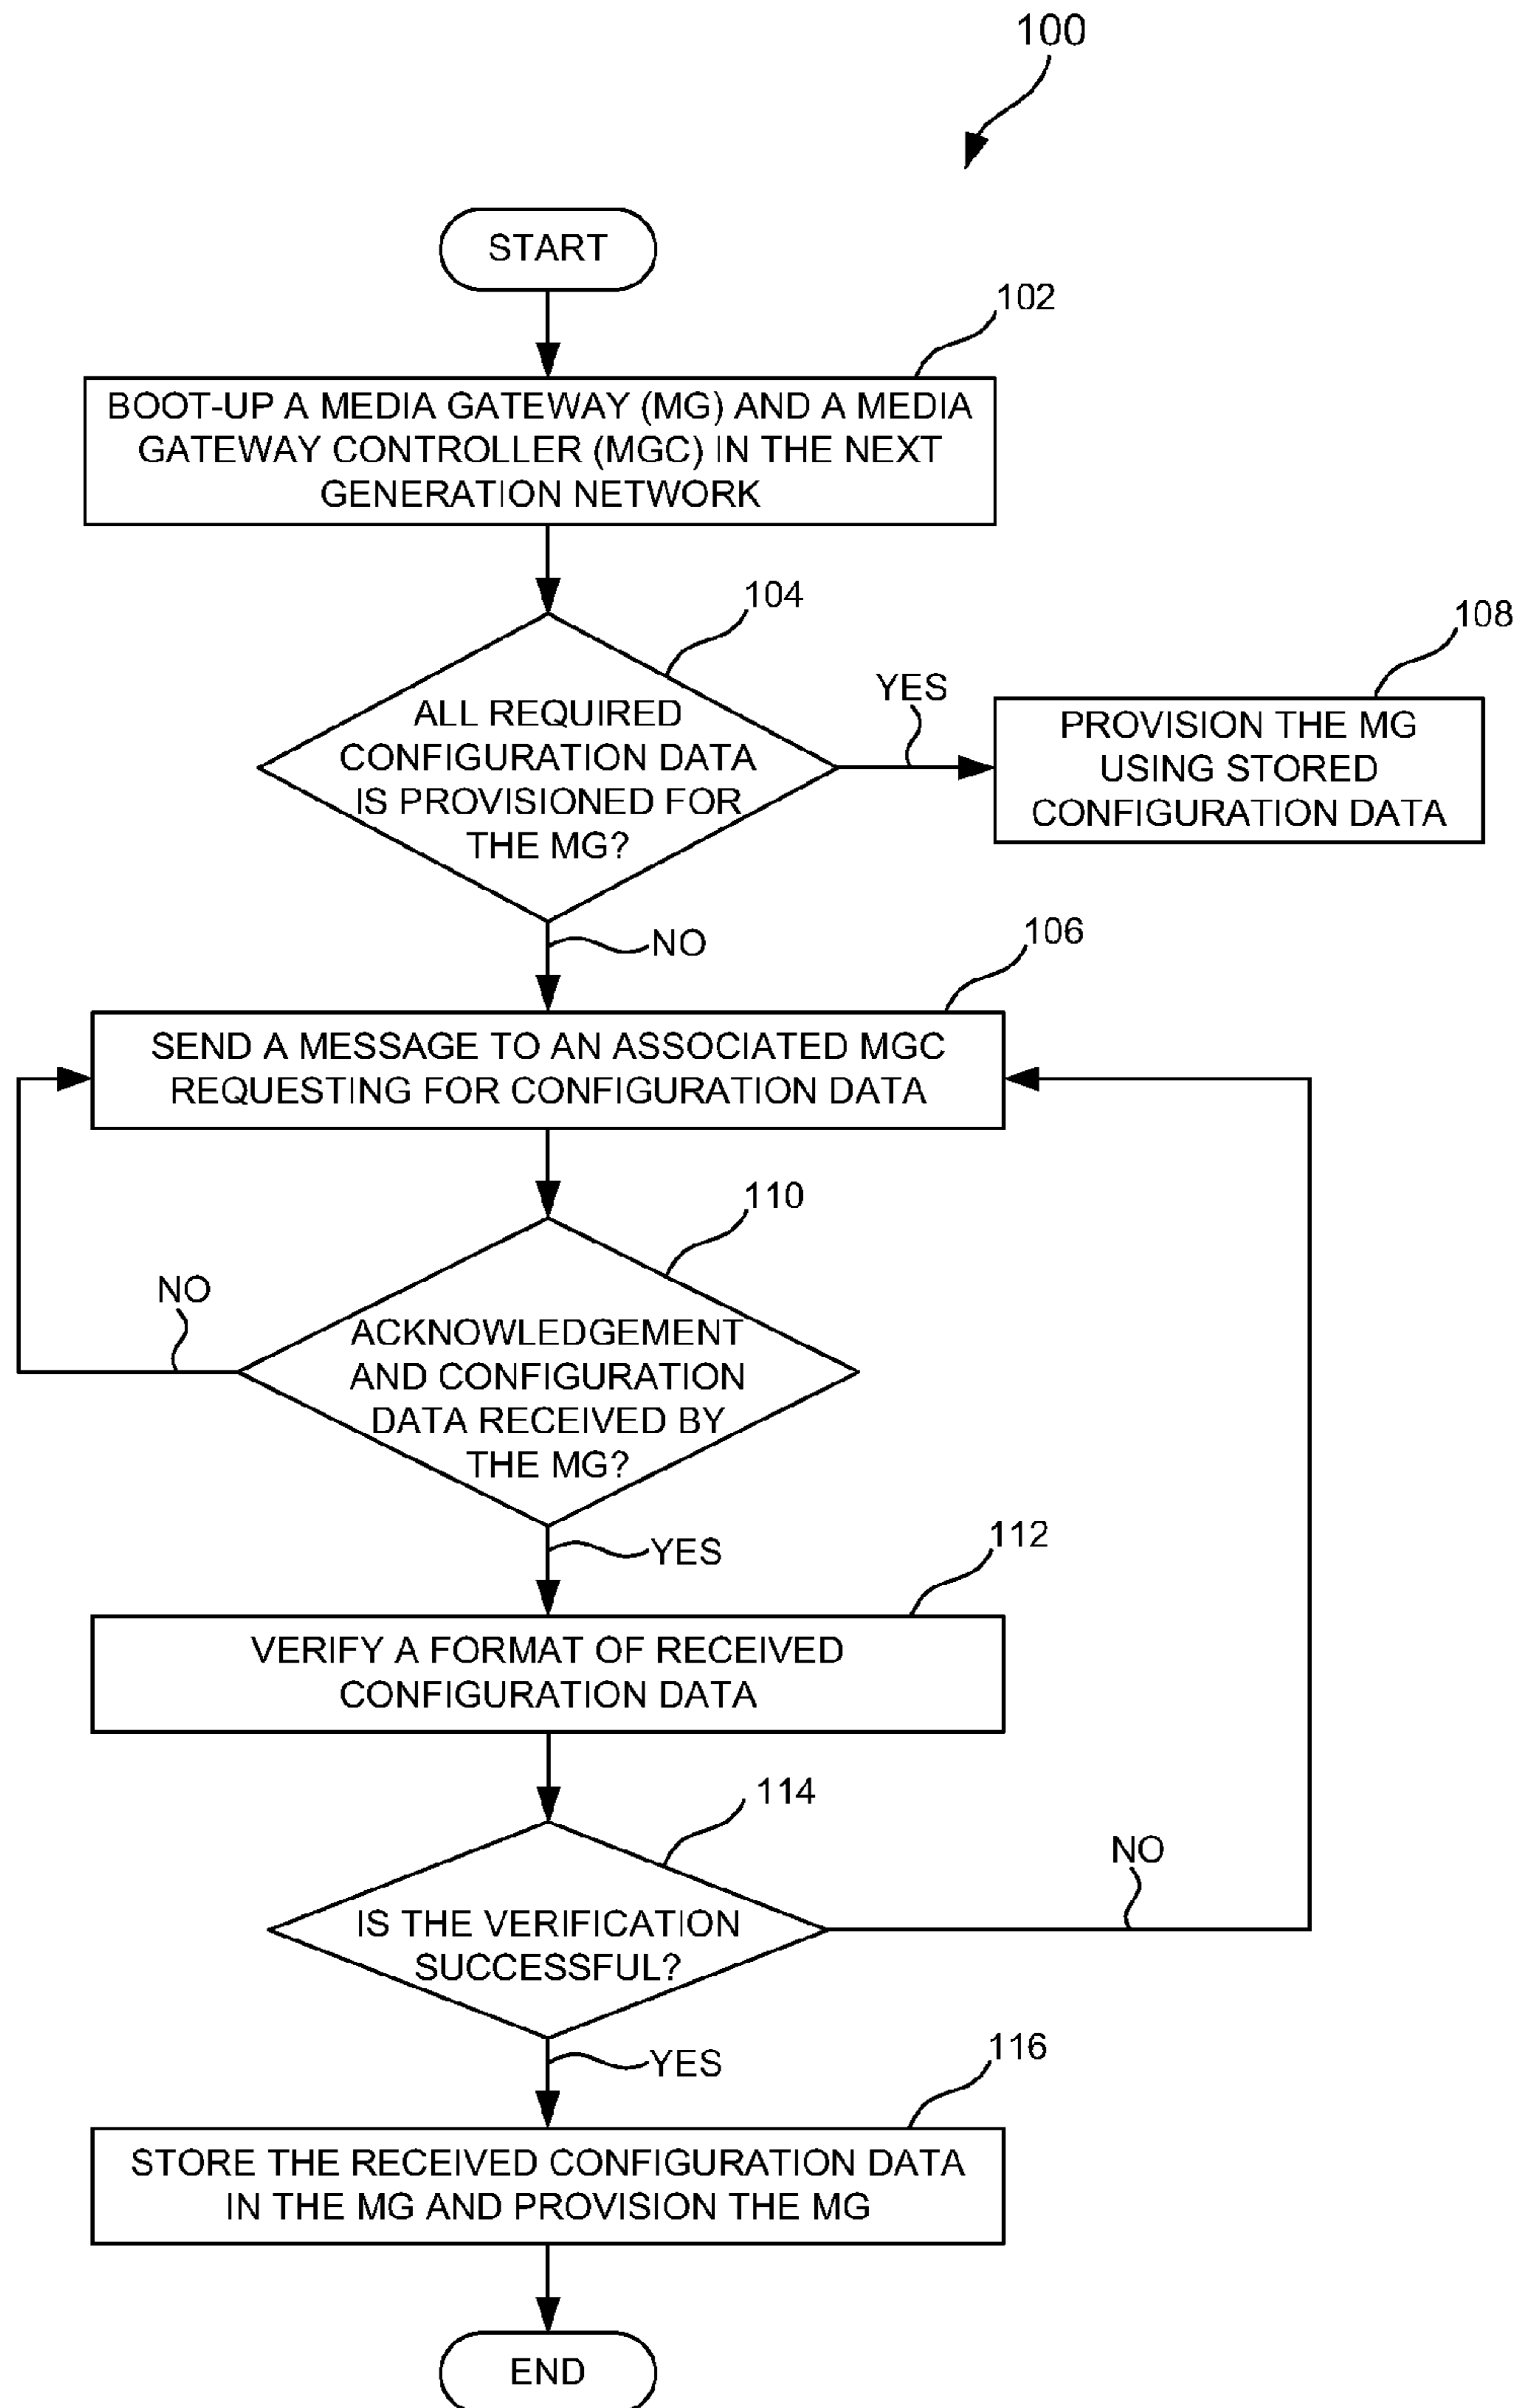 100
START
102
BOOT-UP A MEDIA GATEWAY (MG) AND A MEDIA
GATEWAY CONTROLLER (MGC) IN THE NEXT
GENERATION NETWORK
104
ALL REQUIRED
CONFIGURATION DATA
IS PROVISIONED FOR
THE MG?
YES
108
PROVISION THE MG
USING STORED
CONFIGURATION DATA
NO
106
SEND A MESSAGE TO AN ASSOCIATED MGC
REQUESTING FOR CONFIGURATION DATA
110
NO
ACKNOWLEDGEMENT
AND CONFIGURATION
DATA RECEIVED BY
THE MG?
YES
112
VERIFY A FORMAT OF RECEIVED
CONFIGURATION DATA
114
NO
IS THE VERIFICATION
SUCCESSFUL?
YES
116
STORE THE RECEIVED CONFIGURATION DATA
IN THE MG AND PROVISION THE MG
END